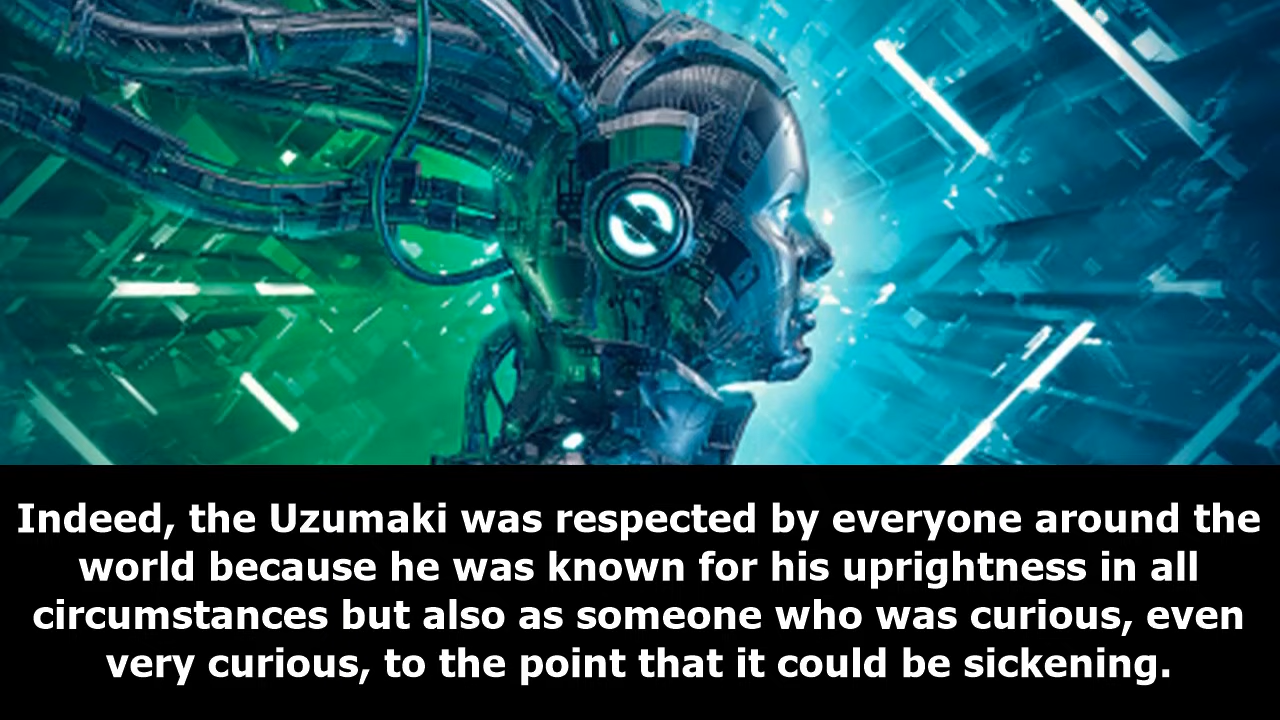 Indeed, the Uzumaki was respected by everyone around the
world because he was known for his uprightness in all
circumstances but also as someone who was curious, even
very curious, to the point that it could be sickening.